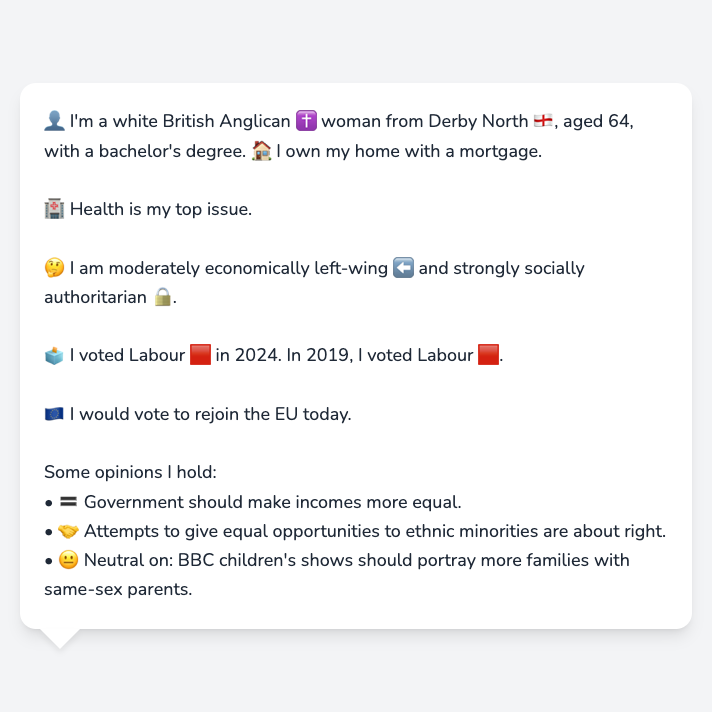 👤 I'm a white British Anglican ✝️ woman from Derby North 🏴󠁧󠁢󠁥󠁮󠁧󠁿, aged 64,
with a bachelor's degree. 🏠 I own my home with a mortgage.
🏥 Health is my top issue.
🤔 I am moderately economically left-wing ⬅️ and strongly socially
authoritarian 🔒.
🗳️ I voted Labour 🟥 in 2024. In 2019, I voted Labour 🟥.
🇪🇺 I would vote to rejoin the EU today.
Some opinions I hold:
• 🟰 Government should make incomes more equal.
• 🤝 Attempts to give equal opportunities to ethnic minorities are about right.
• 😐 Neutral on: BBC children's shows should portray more families with
same-sex parents.